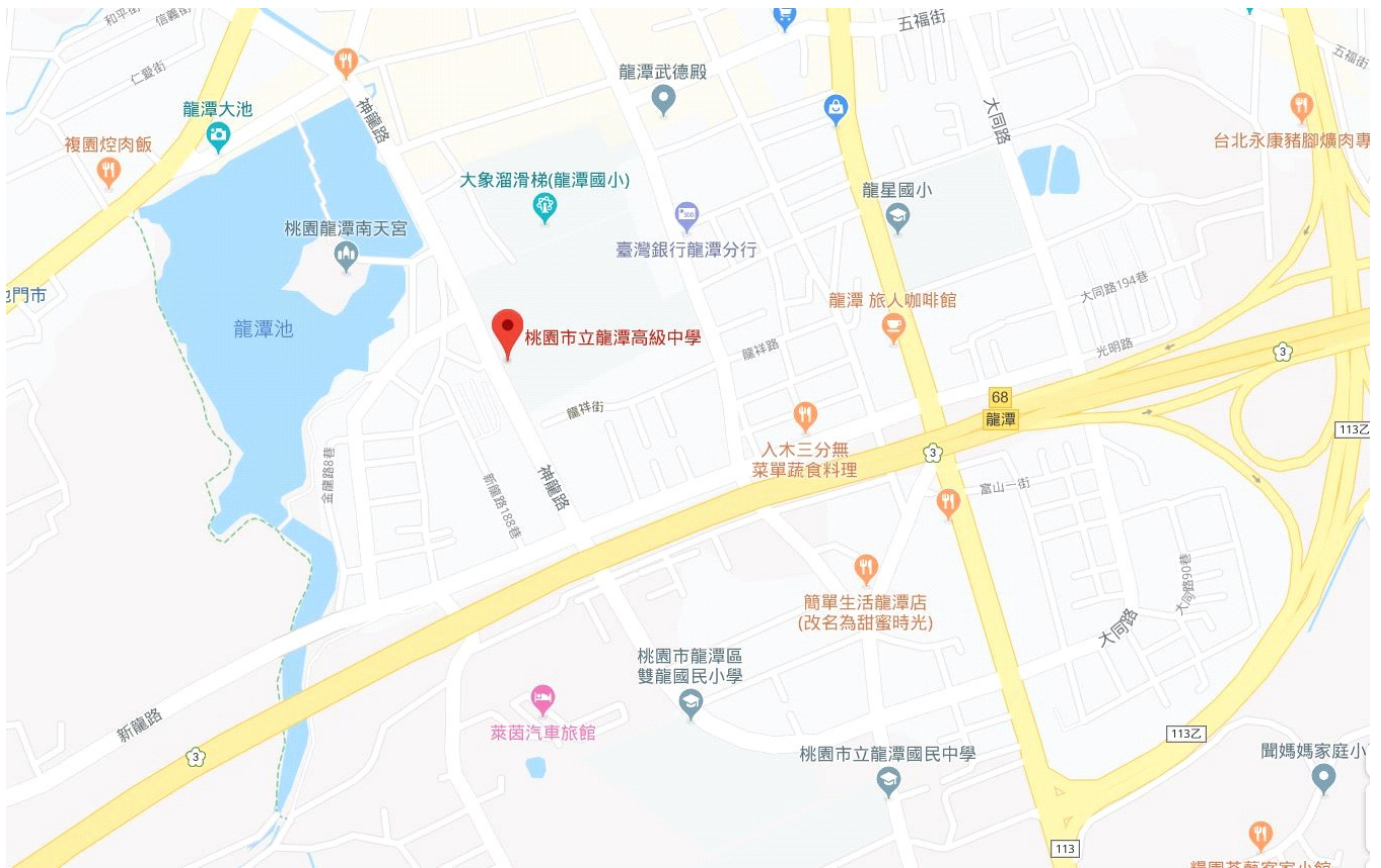 和平街
信義街
五福街
五福街
仁愛街
龍潭武德殿
神龍路
大同路
龍潭大池
複園焢肉飯
台北永康豬腳爌肉專
大象溜滑梯(龍潭國小)
龍星國小
桃園龍潭南天宮
臺灣銀行龍潭分行
大同路194巷
門市
龍潭 旅人咖啡館
龍潭池
桃園市立龍潭高級中學
龍祥路
光明路
3
68
龍潭
龍祥街
113乙
入木三分無
菜單蔬食料理
3
金龍路8巷
新龍路188巷
神龍路
富山一街
大同路90巷
簡單生活龍潭店
(改名為甜蜜時光)
大同路
桃園市龍潭區
雙龍國民小學
新龍路
萊茵汽車旅館
113乙
3
桃園市立龍潭國民中學
聞媽媽家庭小
113